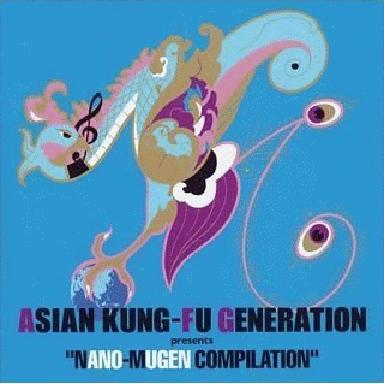 ASIAN KUNG-FU GENERATION
presents
"NANO-MUGEN COMPILATION"